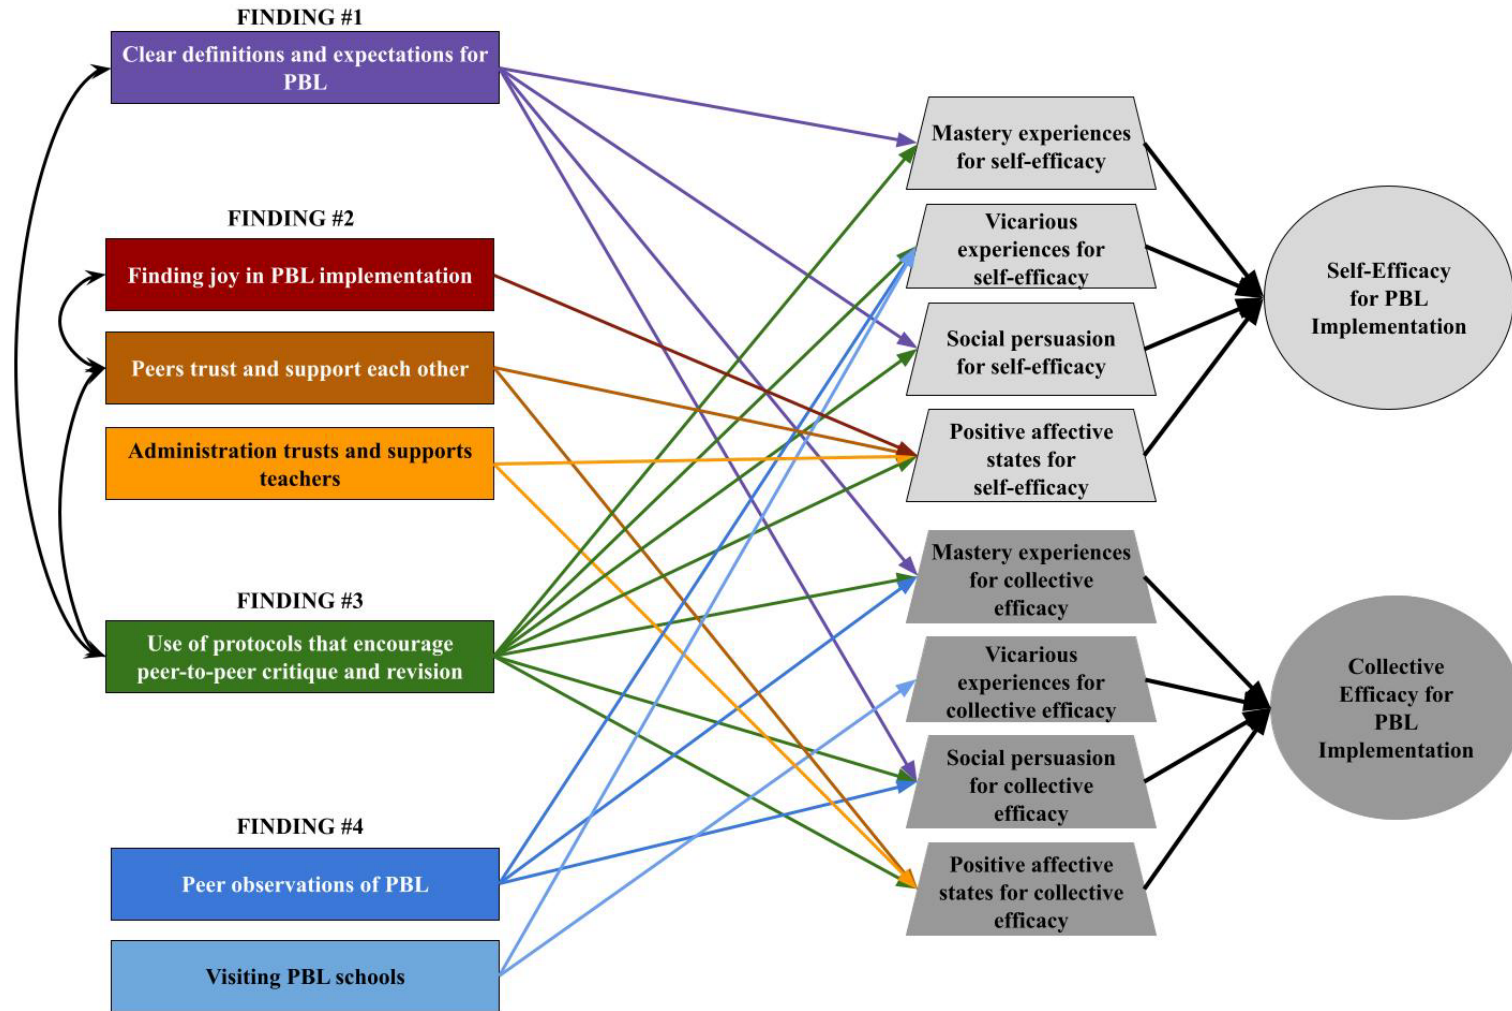 FINDING #1
Clear definitions and expectations for
PBL
FINDING #2
Finding joy in PBL implementation
Peers trust and support each other
Administration trusts and supports
teachers
FINDING #3
Use of protocols that encourage
peer-to-peer critique and revision
FINDING #4
Peer observations of PBL
Visiting PBL schools
Mastery experiences
for self-efficacy
Vicarious
experiences for
self-efficacy
Social persuasion
for self-efficacy
Positive affective
states for
self-efficacy
Mastery experiences
for collective
efficacy
Vicarious
experiences for
collective efficacy
Social persuasion
for collective
efficacy
Positive affective
states for collective
efficacy
Self-Efficacy
for PBL
Implementation
Collective
Efficacy for
PBL
Implementation